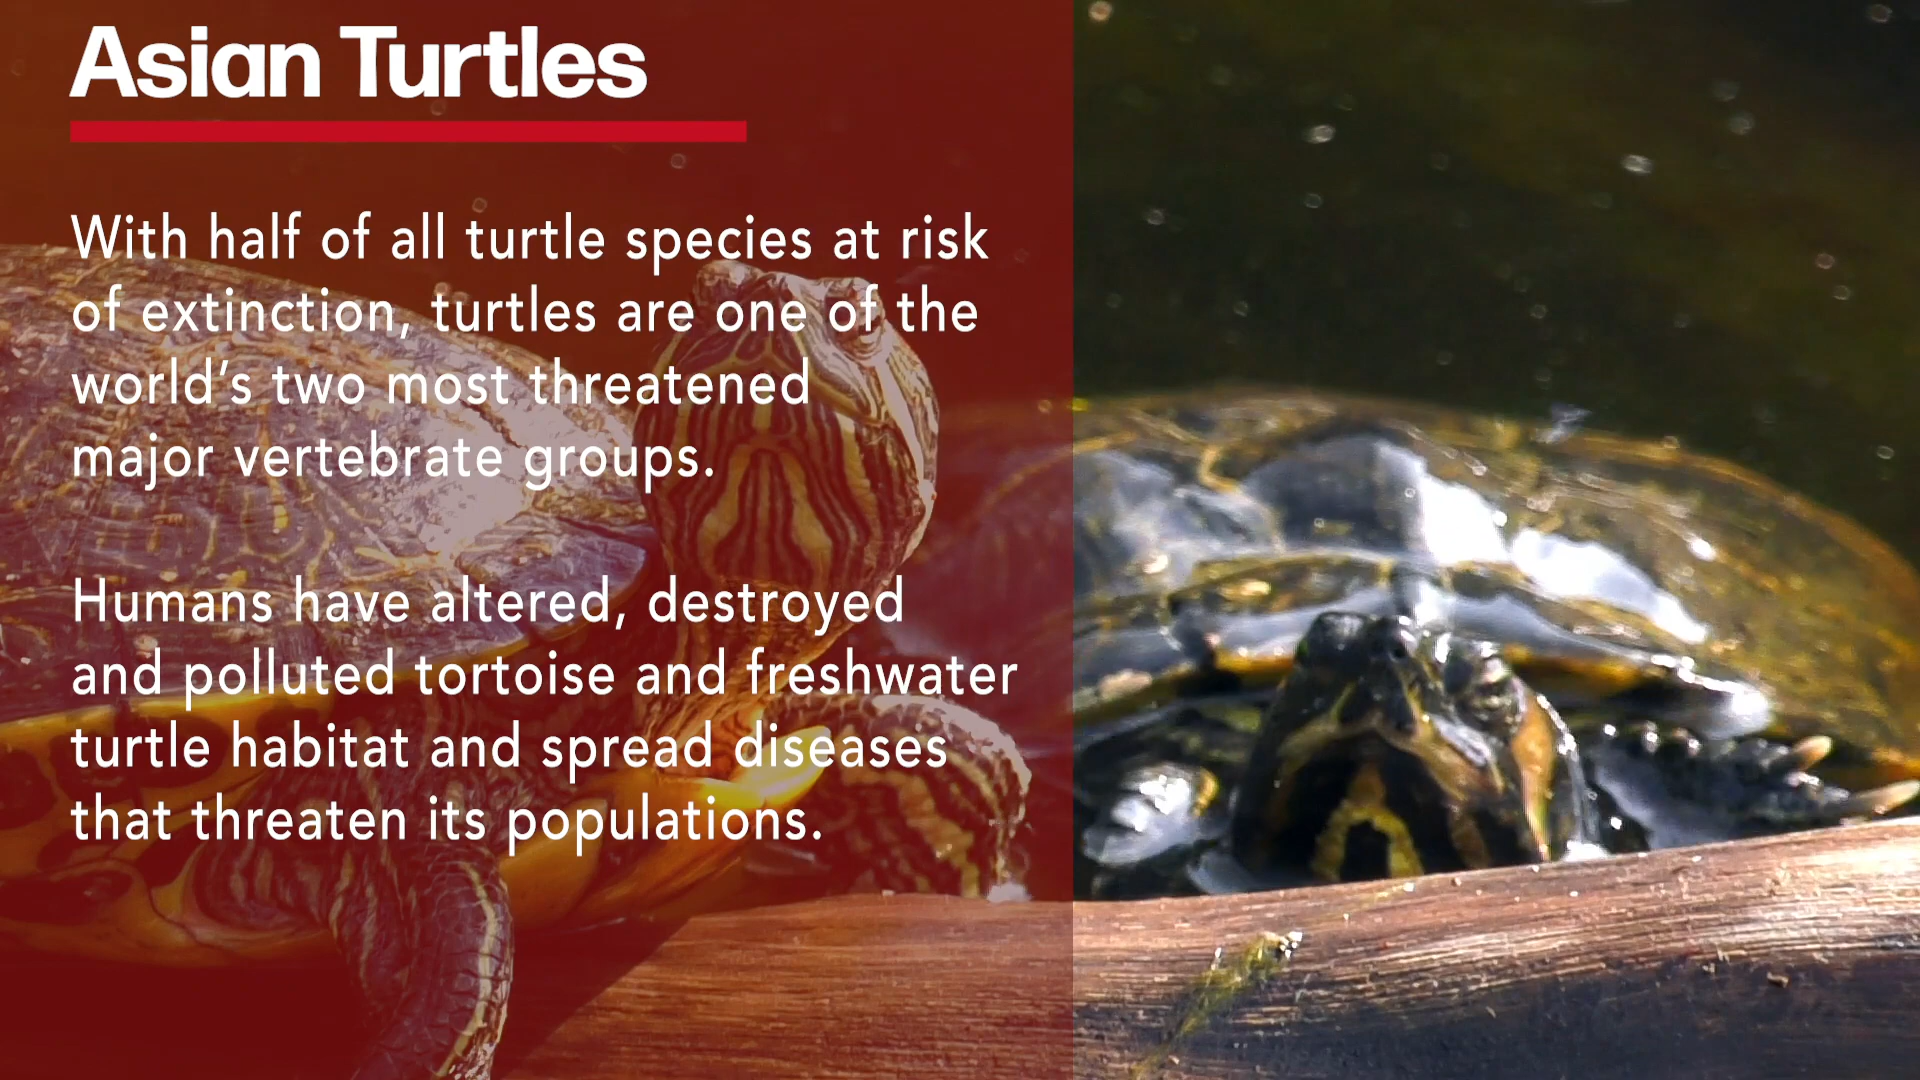 Asian Turtles
With half of all turtle species at risk
of extinction, turtles are one of the
world’s two most threatened
major vertebrate groups.
Humans have altered, destroyed
and polluted tortoise and freshwater
turtle habitat and spread diseases
that threaten its populations.